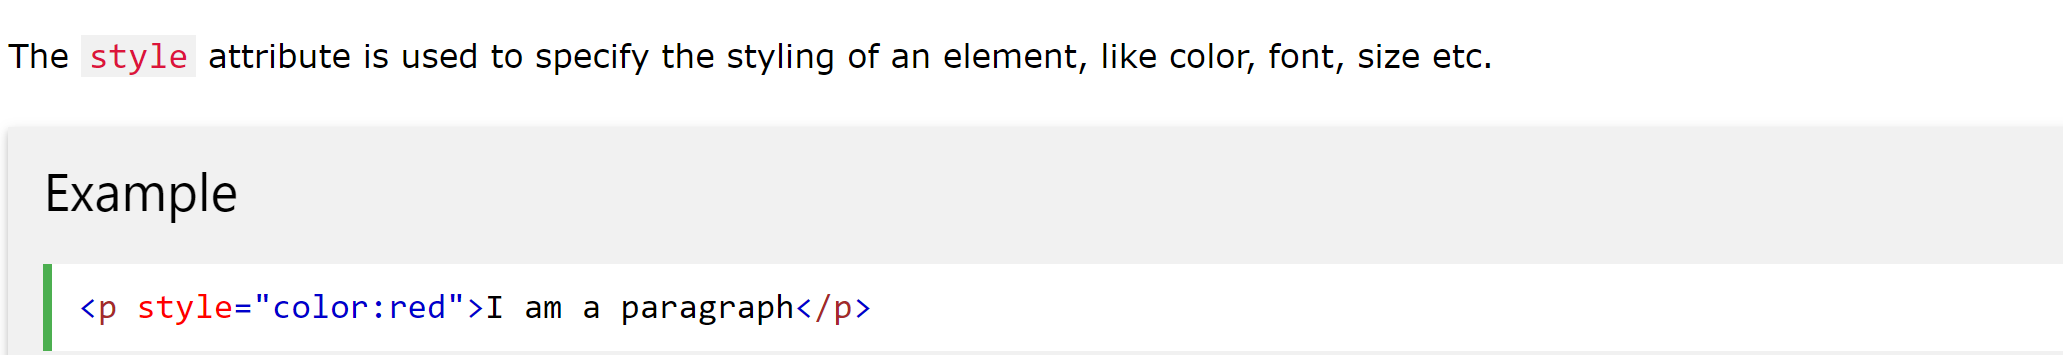 The style attribute is used to specify the styling of an element, like color, font, size etc.
Example
<p style="color:red">I am a paragraph</p>